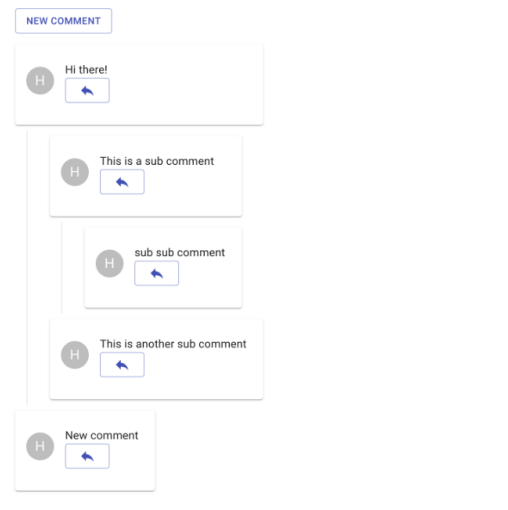 NEW COMMENT
H
Hi there!
H
This is a sub comment
H
sub sub comment
H
This is another sub comment
H
New comment